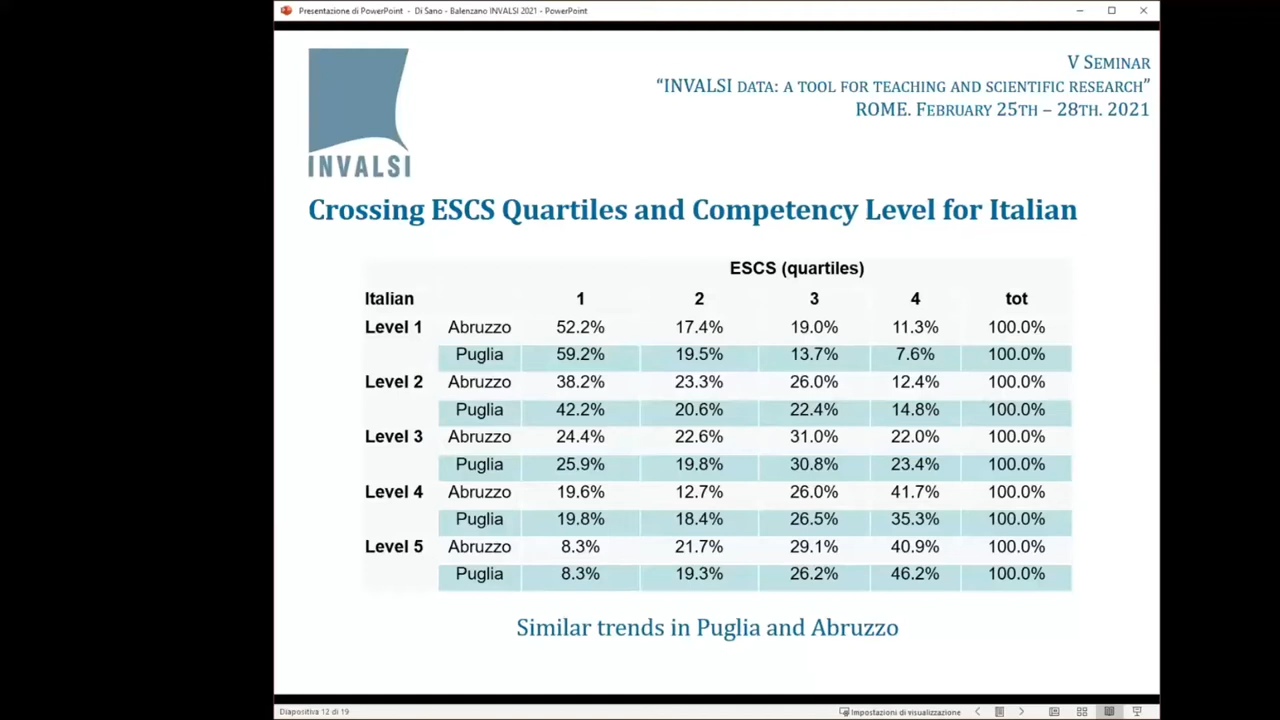 Presentazione di PowerPoint - Di Sano - Balenzano INVALSI 2021 - PowerPoint
INVALSI
V SEMINAR
"INVALSI DATA: A TOOL FOR TEACHING AND SCIENTIFIC RESEARCH"
ROME. FEBRUARY 25TH – 28TH. 2021
Crossing ESCS Quartiles and Competency Level for Italian
ESCS (quartiles)
Italian 1 2 3 4 tot
Level 1 Abruzzo 52.2% 17.4% 19.0% 11.3% 100.0%
Puglia 59.2% 19.5% 13.7% 7.6% 100.0%
Level 2 Abruzzo 38.2% 23.3% 26.0% 12.4% 100.0%
Puglia 42.2% 20.6% 22.4% 14.8% 100.0%
Level 3 Abruzzo 24.4% 22.6% 31.0% 22.0% 100.0%
Puglia 25.9% 19.8% 30.8% 23.4% 100.0%
Level 4 Abruzzo 19.6% 12.7% 26.0% 41.7% 100.0%
Puglia 19.8% 18.4% 26.5% 35.3% 100.0%
Level 5 Abruzzo 8.3% 21.7% 29.1% 40.9% 100.0%
Puglia 8.3% 19.3% 26.2% 46.2% 100.0%
Similar trends in Puglia and Abruzzo
Diapositiva 12 di 19
Impostazioni di visualizzazione